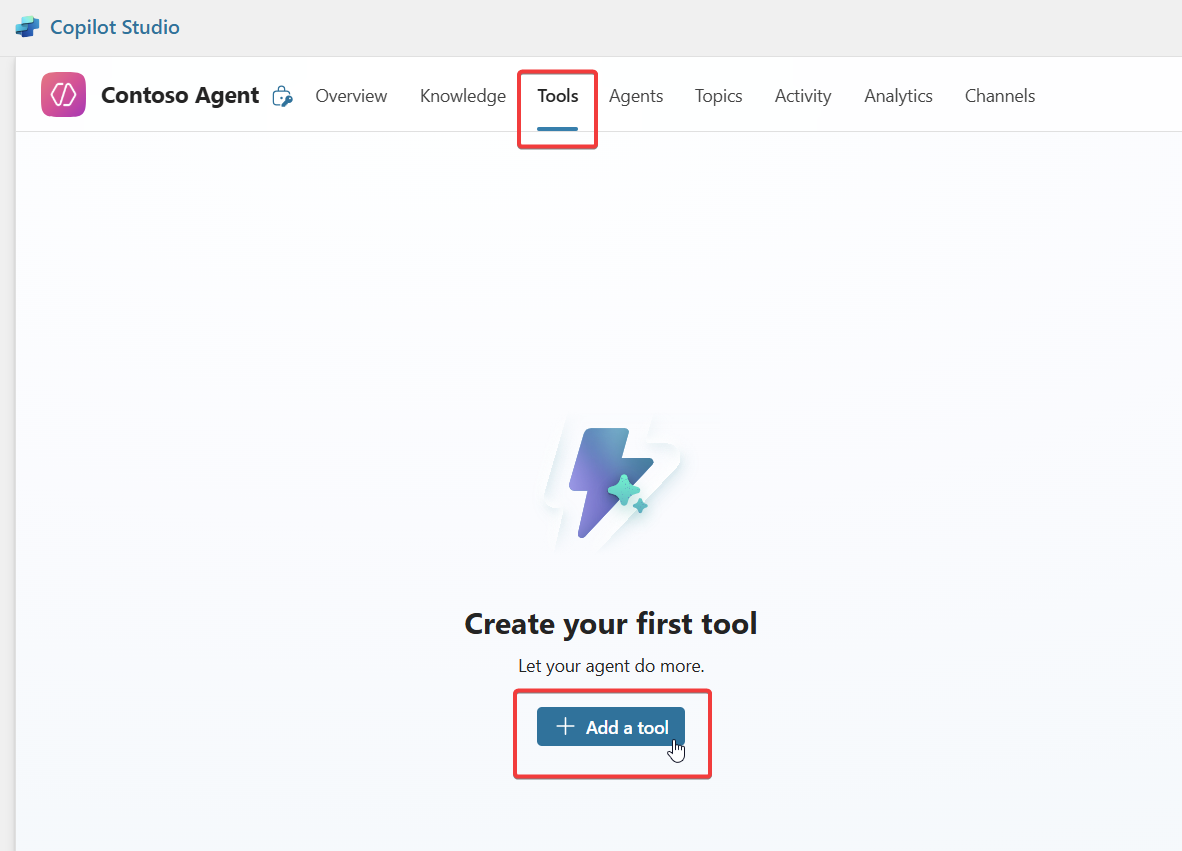 Copilot Studio
Contoso Agent Overview Knowledge Tools Agents Topics Activity Analytics Channels
Create your first tool
Let your agent do more.
Add a tool